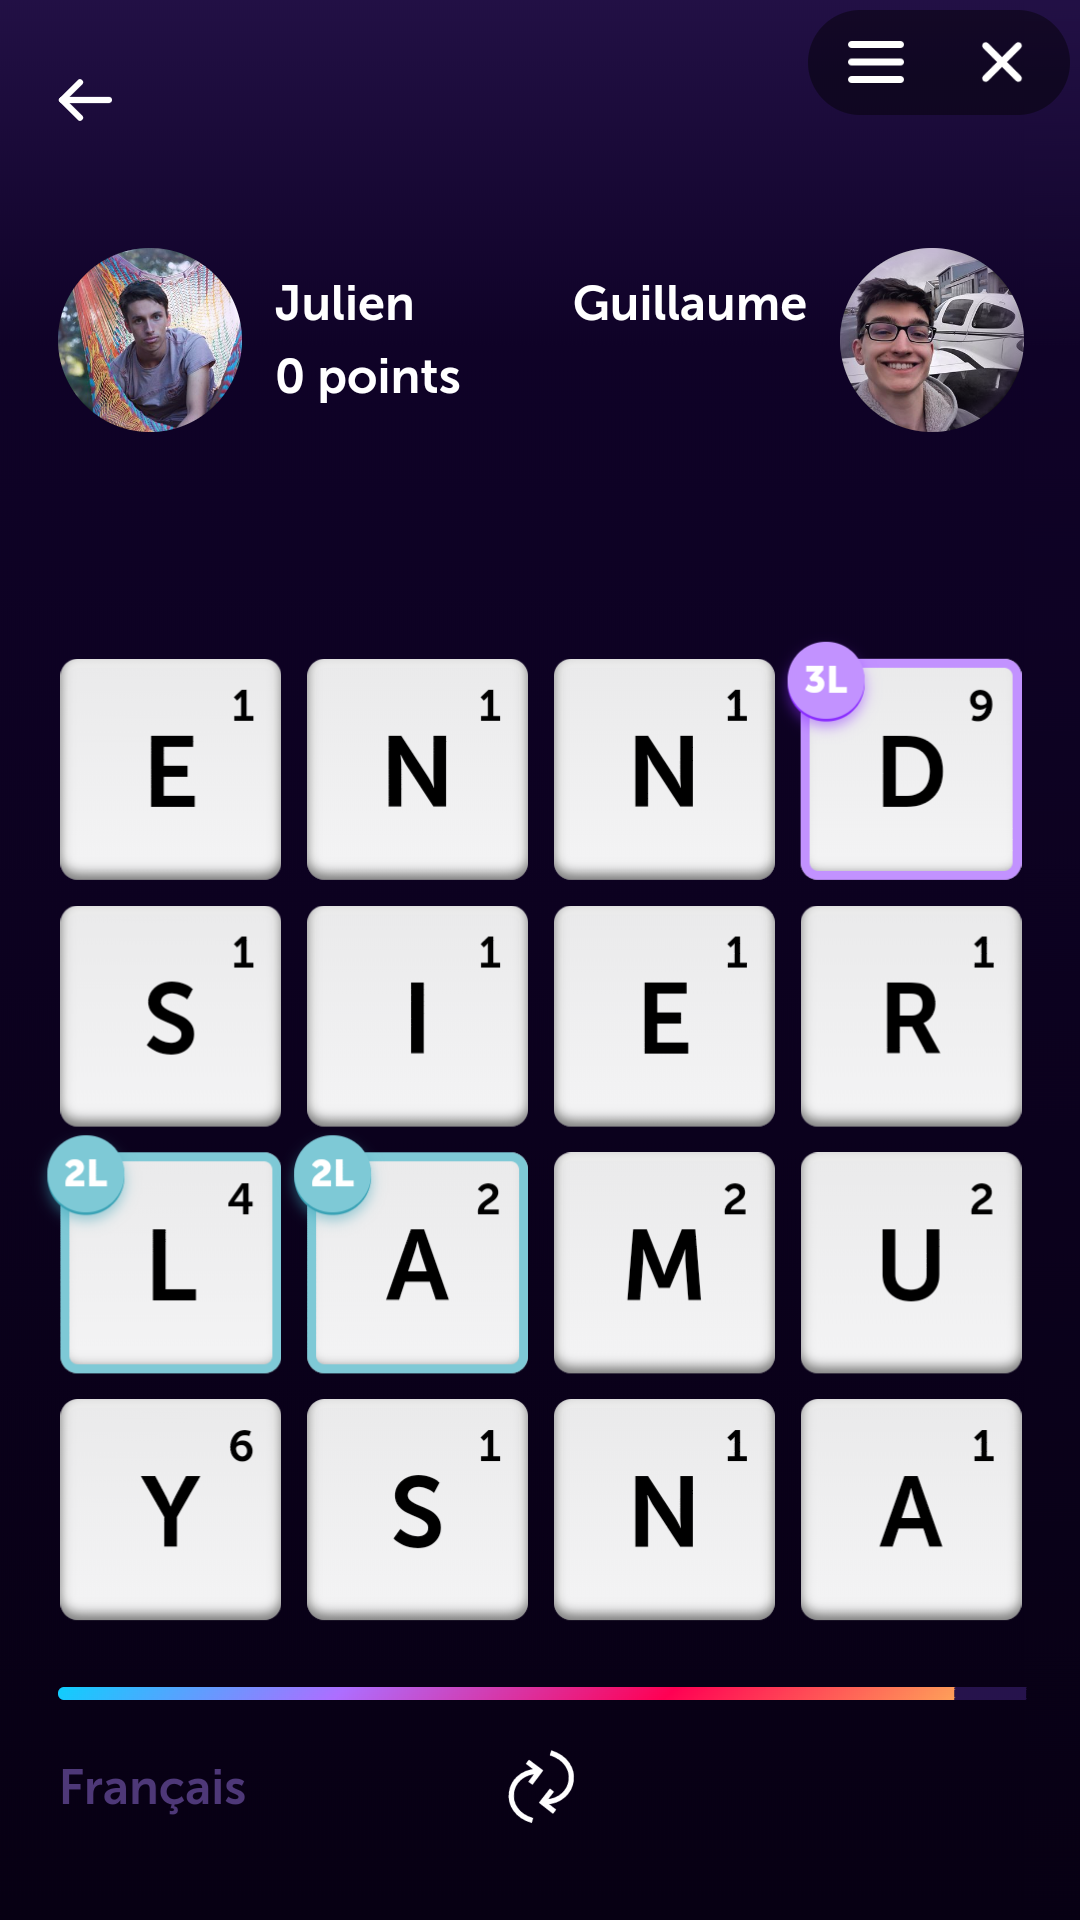 Julien
Guillaume
0 points
3L
1 1 1 9
E N N D
1 1 1 1
S I E R
2L 2L
4 2 2 2
L A M U
6 1 1 1
Y S N A
Français